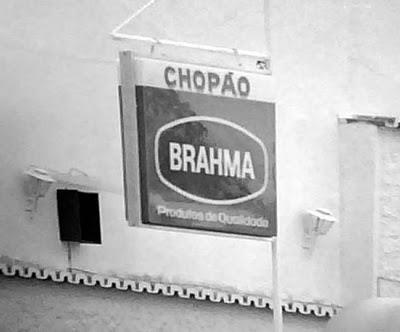 CHOPÃO
BRAHMA
Produtos de Qualidade